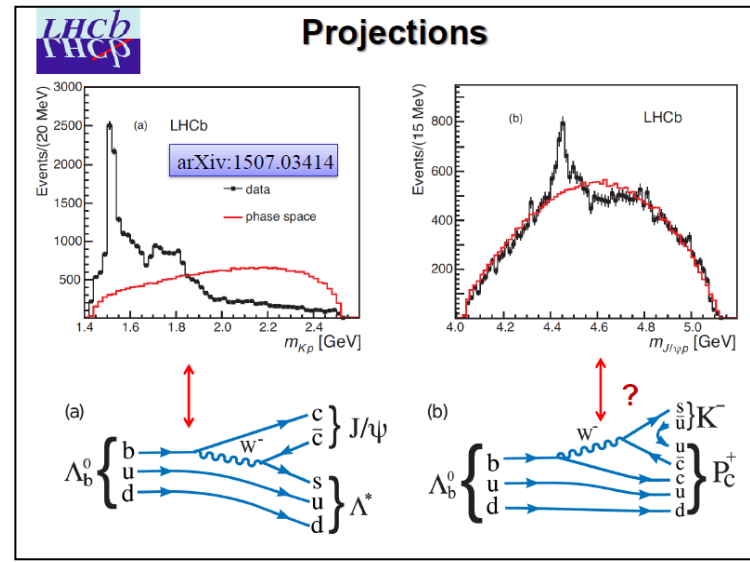 LHCb
LHCb
Projections
3000
2500
2000
1500
1000
500
Events/(20 MeV)
(a)
LHCb
arXiv:1507.03414
data
phase space
1.4 1.6 1.8 2.0 2.2 2.4
m_Kp [GeV]
800
600
400
200
Events/(15 MeV)
(b)
LHCb
4.0 4.2 4.4 4.6 4.8 5.0
m_J/ψp [GeV]
?
(a)
Λ_b^0 { b u d
W⁻
c c̄ } J/ψ
s u d } Λ*
(b)
Λ_b^0 { b u d
W⁻
s ū } K⁻
u c̄ c u d } P_c^+